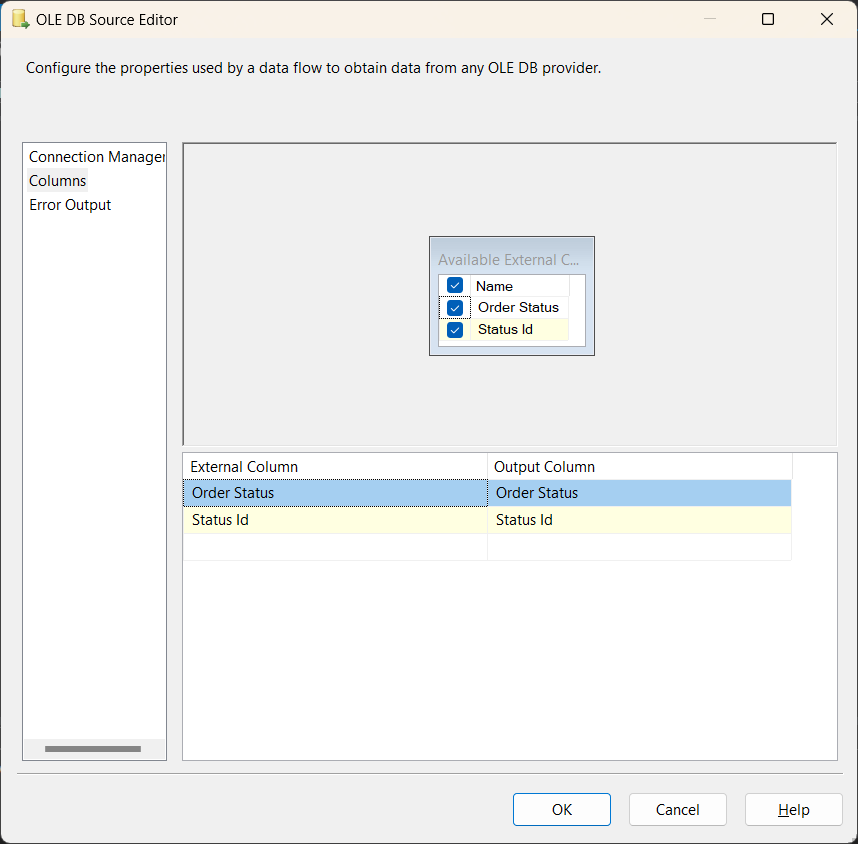 OLE DB Source Editor
Configure the properties used by a data flow to obtain data from any OLE DB provider.
Connection Manager
Columns
Error Output
Available External C...
Name
Order Status
Status Id
External Column Output Column
Order Status Order Status
Status Id Status Id
OK Cancel Help